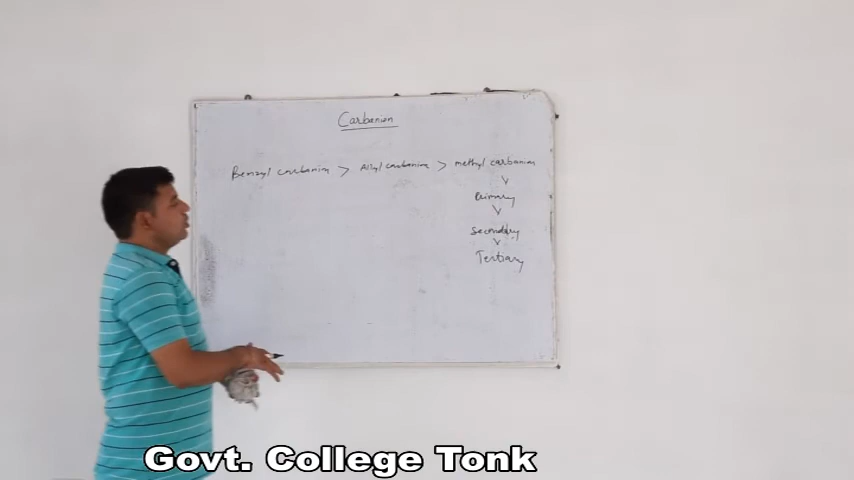 Carbanion
Benzyl carbanion > Allyl carbanion > methyl carbanion
>
Primary
>
Secondary
>
Tertiary
Govt. College Tonk